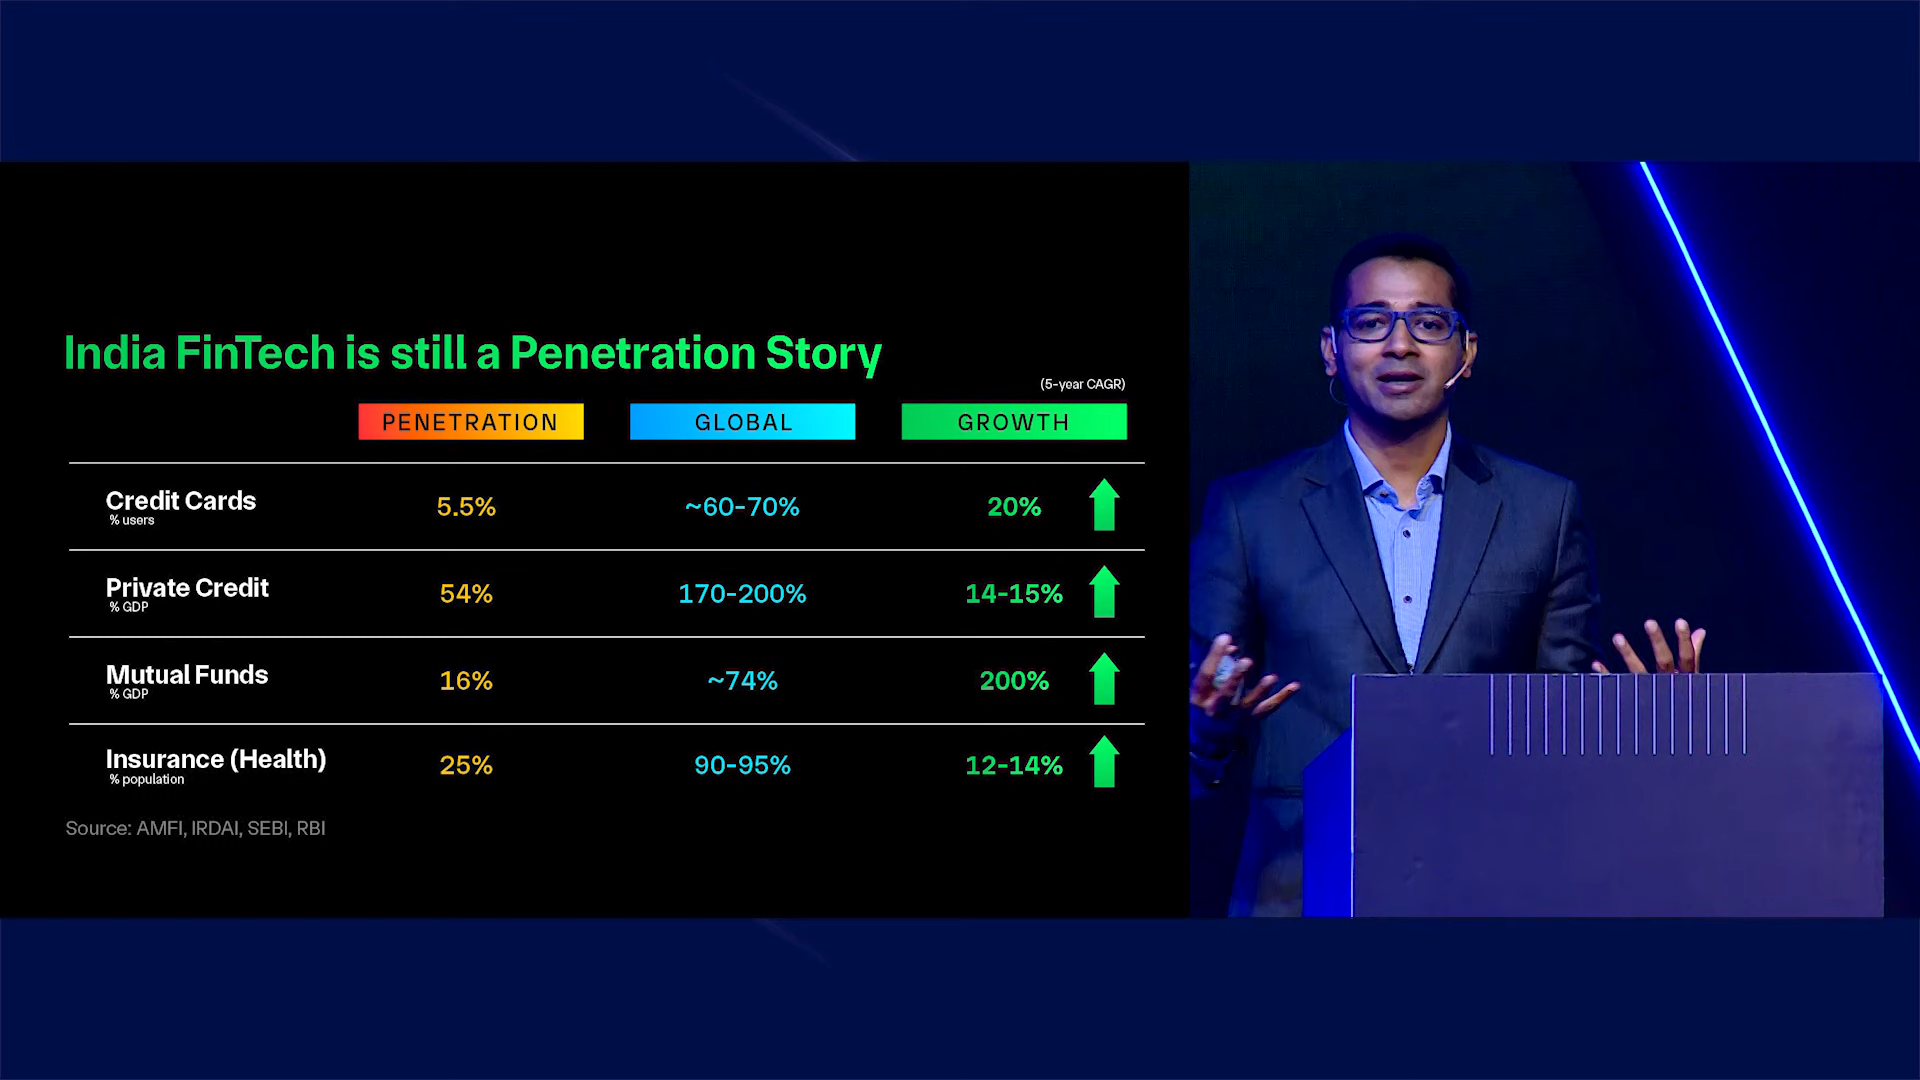 India FinTech is still a Penetration Story
(5-year CAGR)
PENETRATION GLOBAL GROWTH
Credit Cards 5.5% ~60-70% 20%
% users
Private Credit 54% 170-200% 14-15%
% GDP
Mutual Funds 16% ~74% 200%
% GDP
Insurance (Health) 25% 90-95% 12-14%
% population
Source: AMFI, IRDAI, SEBI, RBI